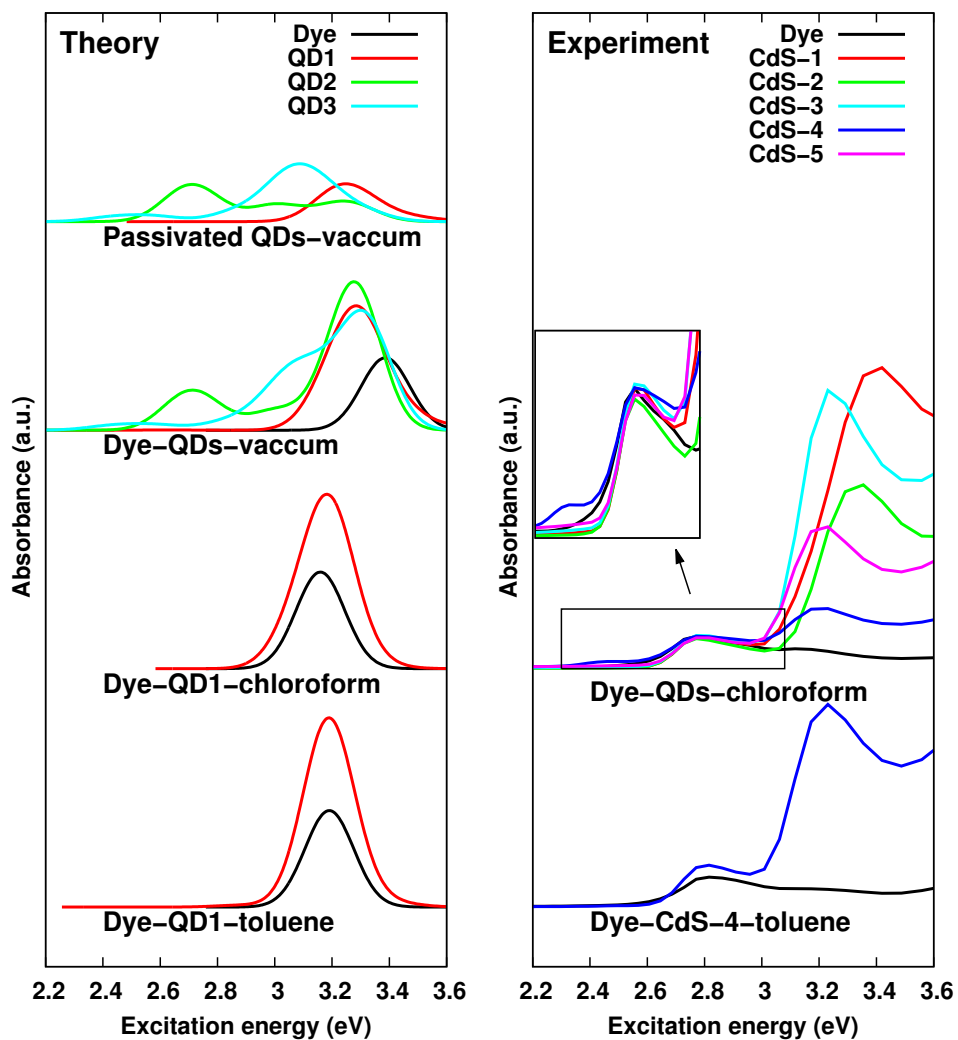 Theory
Dye
QD1
QD2
QD3
Passivated QDs−vaccum
Dye−QDs−vaccum
Dye−QD1−chloroform
Dye−QD1−toluene
Absorbance (a.u.)
2.2 2.4 2.6 2.8 3 3.2 3.4 3.6
Excitation energy (eV)
Experiment
Dye
CdS−1
CdS−2
CdS−3
CdS−4
CdS−5
Dye−QDs−chloroform
Dye−CdS−4−toluene
Absorbance (a.u.)
2.2 2.4 2.6 2.8 3 3.2 3.4 3.6
Excitation energy (eV)